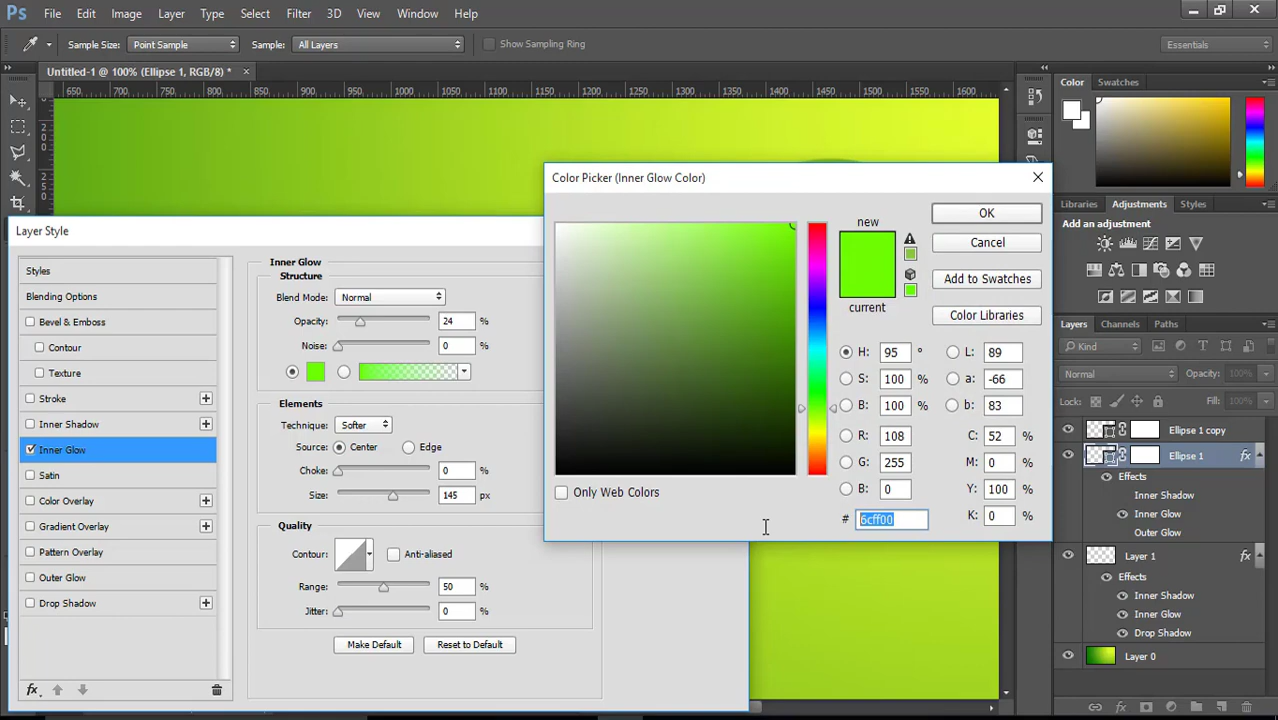 Ps File Edit Image Layer Type Select Filter 3D View Window Help
Sample Size: Point Sample Sample: All Layers Show Sampling Ring Essentials
Untitled-1 @ 100% (Ellipse 1, RGB/8) * ×
650 700 750 800 850 900 950 1000 1050 1100 1150 1200 1250 1300 1350 1400 1450 1500 1550 1600
Color Swatches
Libraries Adjustments Styles
Add an adjustment
Layers Channels Paths
Kind
Normal Opacity: 100%
Lock: Fill: 100%
Ellipse 1 copy
Ellipse 1 fx
Effects
Inner Shadow
Inner Glow
Outer Glow
Layer 1 fx
Effects
Inner Shadow
Inner Glow
Drop Shadow
Layer 0
Layer Style
Styles
Blending Options
Bevel & Emboss
Contour
Texture
Stroke
Inner Shadow
Inner Glow
Satin
Color Overlay
Gradient Overlay
Pattern Overlay
Outer Glow
Drop Shadow
fx
Inner Glow
Structure
Blend Mode: Normal
Opacity: 24 %
Noise: 0 %
Elements
Technique: Softer
Source: Center Edge
Choke: 0 %
Size: 145 px
Quality
Contour: Anti-aliased
Range: 50 %
Jitter: 0 %
Make Default Reset to Default
Color Picker (Inner Glow Color)
new
current
OK
Cancel
Add to Swatches
Color Libraries
H: 95 ° L: 89
S: 100 % a: -66
B: 100 % b: 83
R: 108 C: 52 %
G: 255 M: 0 %
B: 0 Y: 100 %
# 6cff00 K: 0 %
Only Web Colors